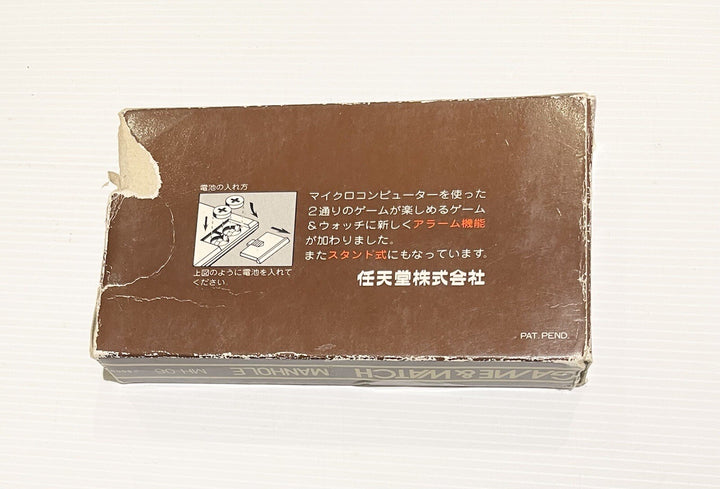 電池の入れ方
上図のように電池を入れて
ください.
マイクロコンピューターを使った
2通りのゲームが楽しめるゲーム
&ウォッチに新しくアラーム機能
が加わりました。
またスタンド式にもなっています。
任天堂株式会社
PAT. PEND.
GAME&WATCH MANHOLE MH-06